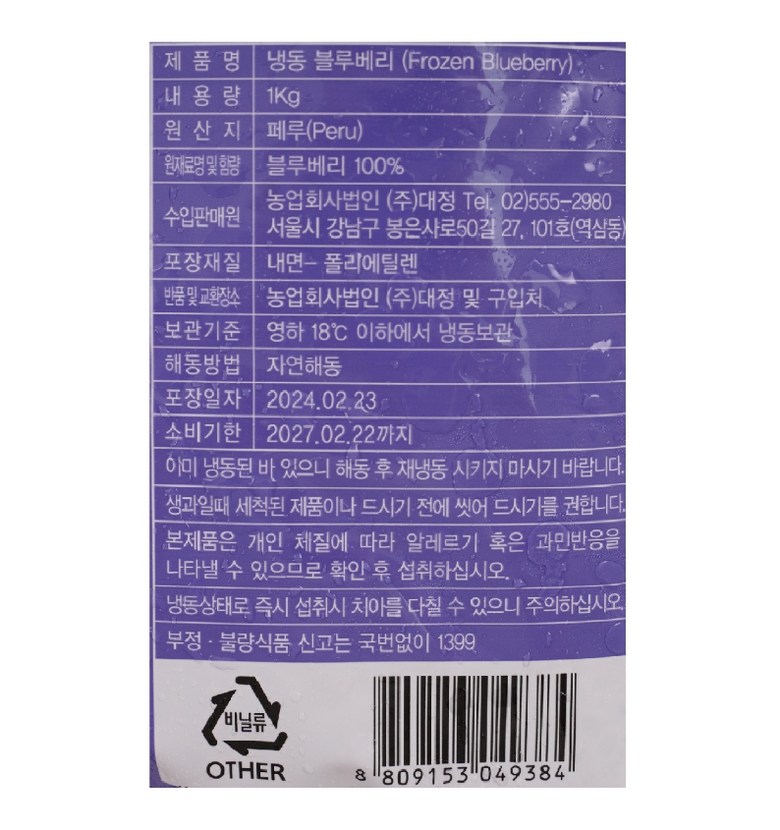 제 품 명 냉동 블루베리 (Frozen Blueberry)
내 용 량 1Kg
원 산 지 페루(Peru)
원재료명 및 함량 블루베리 100%
수입판매원 농업회사법인 (주)대정 Tel. 02)555-2980
서울시 강남구 봉은사로50길 27, 101호(역삼동)
포장재질 내면- 폴리에틸렌
반품 및 교환장소 농업회사법인 (주)대정 및 구입처
보관기준 영하 18℃ 이하에서 냉동보관
해동방법 자연해동
포장일자 2024.02.23
소비기한 2027.02.22까지
이미 냉동된 바 있으니 해동 후 재냉동 시키지 마시기 바랍니다.
생과일때 세척된 제품이나 드시기 전에 씻어 드시기를 권합니다.
본제품은 개인 체질에 따라 알레르기 혹은 과민반응을
나타낼 수 있으므로 확인 후 섭취하십시오.
냉동상태로 즉시 섭취시 치아를 다칠 수 있으니 주의하십시오.
부정 · 불량식품 신고는 국번없이 1399
비닐류
OTHER
8 809153 049384